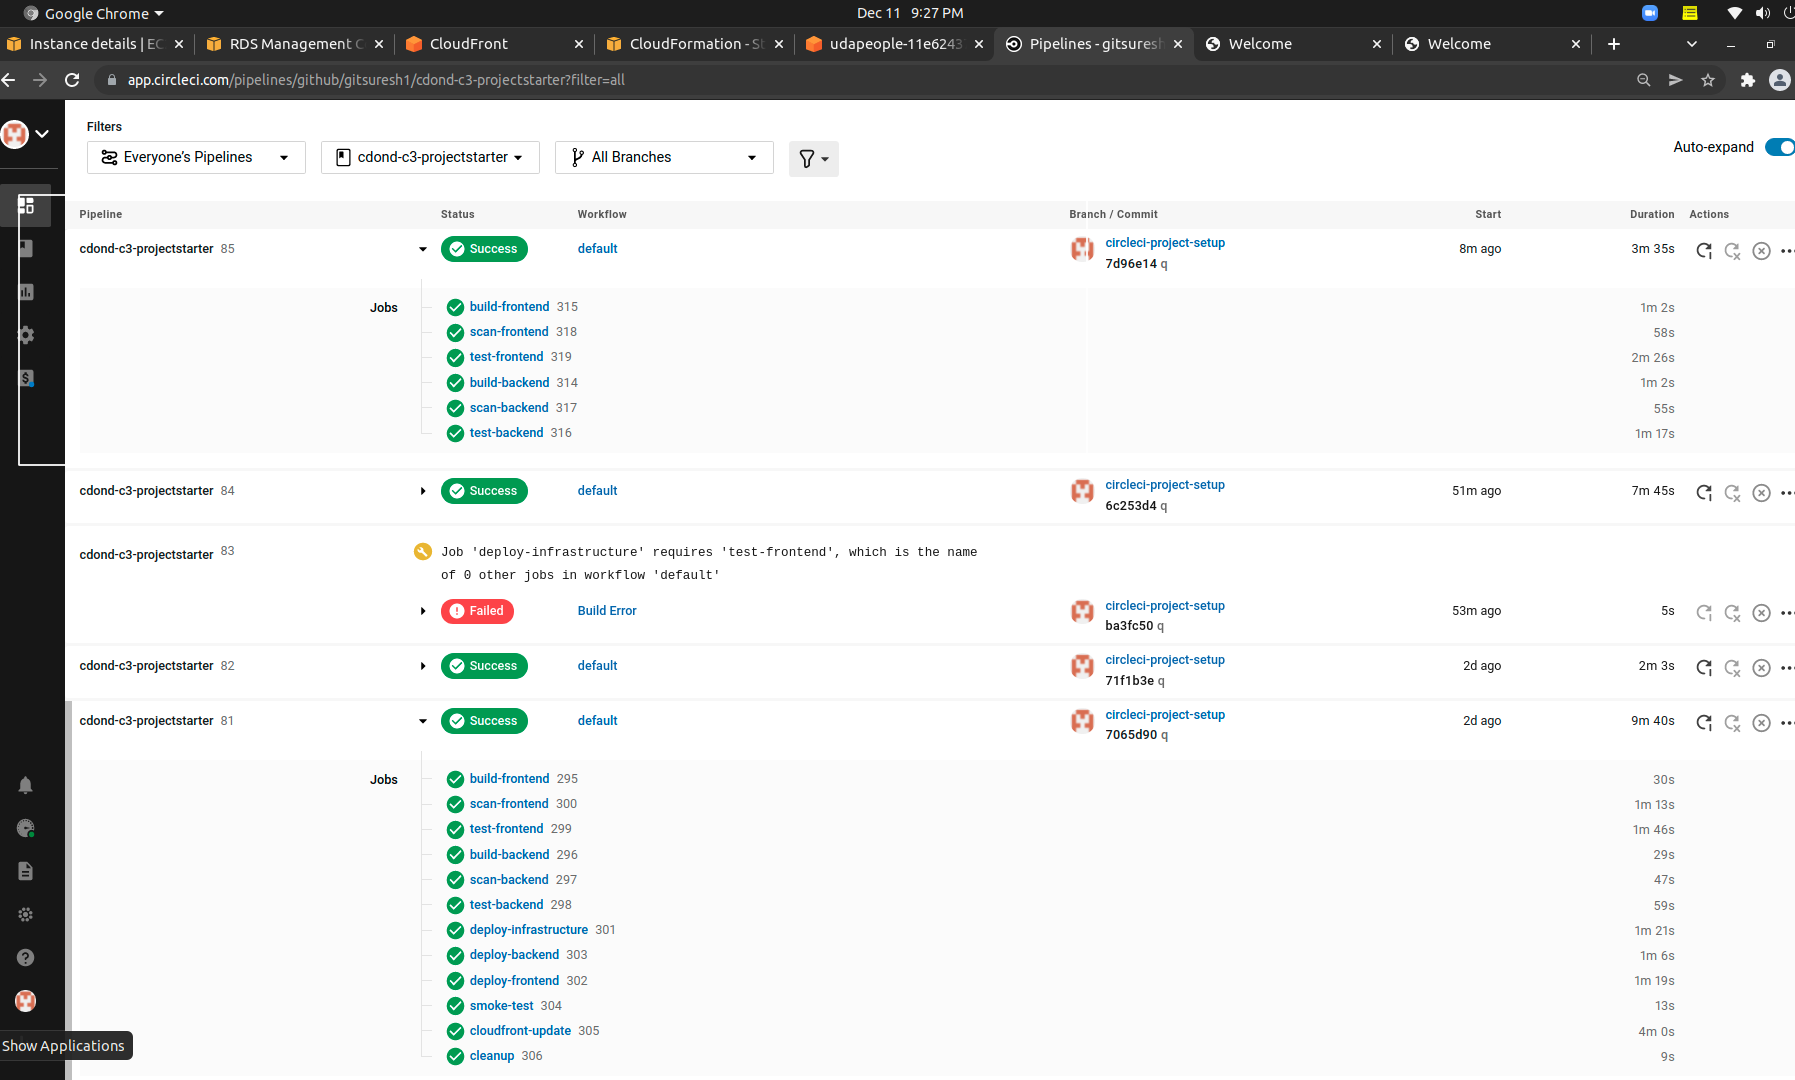 Google Chrome
Dec 11 9:27 PM
Instance details | EC
RDS Management C
CloudFront
CloudFormation - St
udapeople-11e6243
Pipelines - gitsuresh
Welcome
Welcome
app.circleci.com/pipelines/github/gitsuresh1/cdond-c3-projectstarter?filter=all
Filters
Everyone's Pipelines
cdond-c3-projectstarter
All Branches
Auto-expand
Pipeline Status Workflow Branch / Commit Start Duration Actions
cdond-c3-projectstarter 85 Success default circleci-project-setup 8m ago 3m 35s
7d96e14 q
Jobs build-frontend 315 1m 2s
scan-frontend 318 58s
test-frontend 319 2m 26s
build-backend 314 1m 2s
scan-backend 317 55s
test-backend 316 1m 17s
cdond-c3-projectstarter 84 Success default circleci-project-setup 51m ago 7m 45s
6c253d4 q
cdond-c3-projectstarter 83 Job 'deploy-infrastructure' requires 'test-frontend', which is the name
of 0 other jobs in workflow 'default'
Failed Build Error circleci-project-setup 53m ago 5s
ba3fc50 q
cdond-c3-projectstarter 82 Success default circleci-project-setup 2d ago 2m 3s
71f1b3e q
cdond-c3-projectstarter 81 Success default circleci-project-setup 2d ago 9m 40s
7065d90 q
Jobs build-frontend 295 30s
scan-frontend 300 1m 13s
test-frontend 299 1m 46s
build-backend 296 29s
scan-backend 297 47s
test-backend 298 59s
deploy-infrastructure 301 1m 21s
deploy-backend 303 1m 6s
deploy-frontend 302 1m 19s
smoke-test 304 13s
cloudfront-update 305 4m 0s
cleanup 306 9s
Show Applications